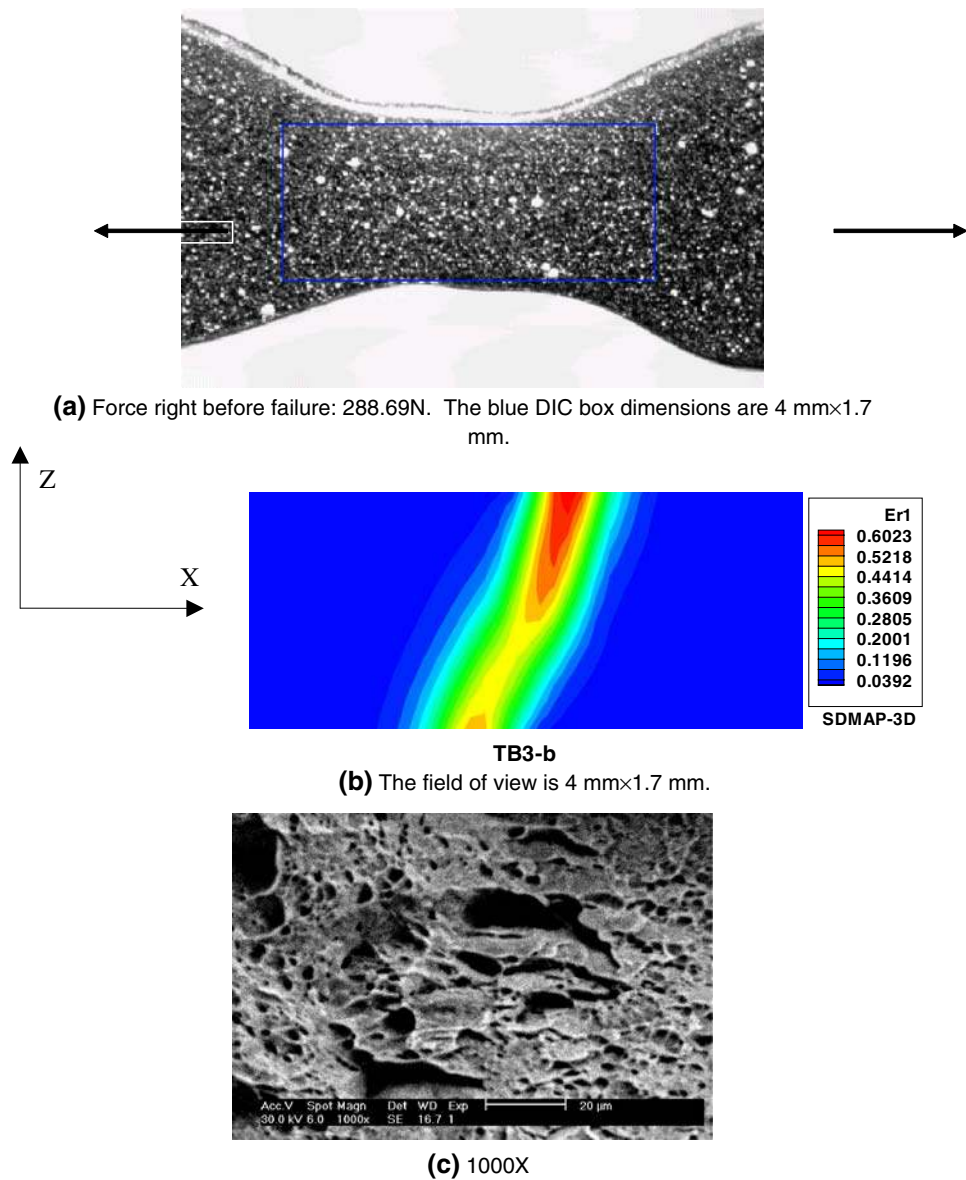 (a) Force right before failure: 288.69N. The blue DIC box dimensions are 4 mm×1.7
mm.
Z
X
Er1
0.6023
0.5218
0.4414
0.3609
0.2805
0.2001
0.1196
0.0392
SDMAP-3D
TB3-b
(b) The field of view is 4 mm×1.7 mm.
Acc.V Spot Magn Det WD Exp 20 µm
30.0 kV 6.0 1000x SE 16.7 1
(c) 1000X